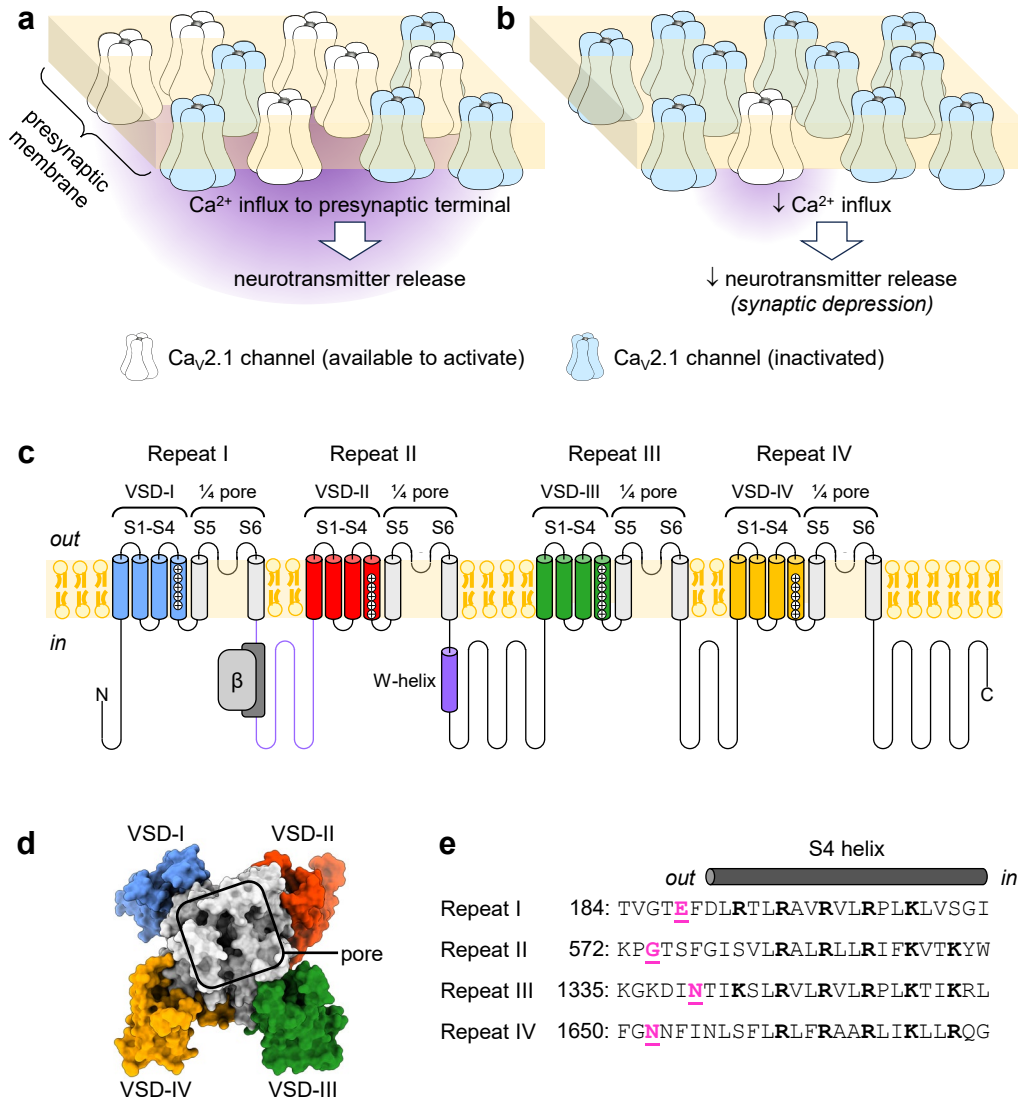 a
presynaptic
membrane
Ca²⁺ influx to presynaptic terminal
neurotransmitter release
b
↓ Ca²⁺ influx
↓ neurotransmitter release
(synaptic depression)
CaV2.1 channel (available to activate)
CaV2.1 channel (inactivated)
c
Repeat I
Repeat II
Repeat III
Repeat IV
VSD-I ¼ pore
VSD-II ¼ pore
VSD-III ¼ pore
VSD-IV ¼ pore
S1-S4 S5 S6
S1-S4 S5 S6
S1-S4 S5 S6
S1-S4 S5 S6
out
in
N
β
W-helix
C
d
VSD-I
VSD-II
pore
VSD-IV
VSD-III
e
S4 helix
out
in
Repeat I 184: TVGTEFDLRTLRAVRVLRPLKLVSGI
Repeat II 572: KPGTSFGISVLRALRLLRIFKVTKYW
Repeat III 1335: KGKDINTIKSLRVLRVLRPLKTIKRL
Repeat IV 1650: FGNNFINLSFLRLFRAARLIKLLRQG